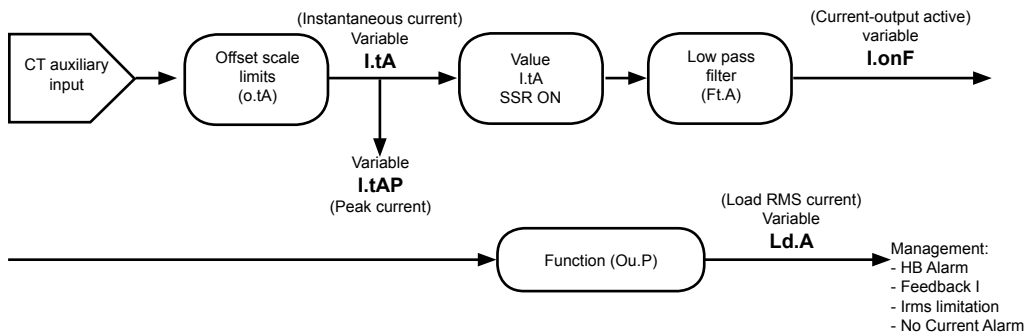 CT auxiliary
input
Offset scale
limits
(o.tA)
(Instantaneous current)
Variable
I.tA
Variable
I.tAP
(Peak current)
Value
I.tA
SSR ON
Low pass
filter
(Ft.A)
(Current-output active)
variable
I.onF
Function (Ou.P)
(Load RMS current)
Variable
Ld.A
Management:
- HB Alarm
- Feedback I
- Irms limitation
- No Current Alarm